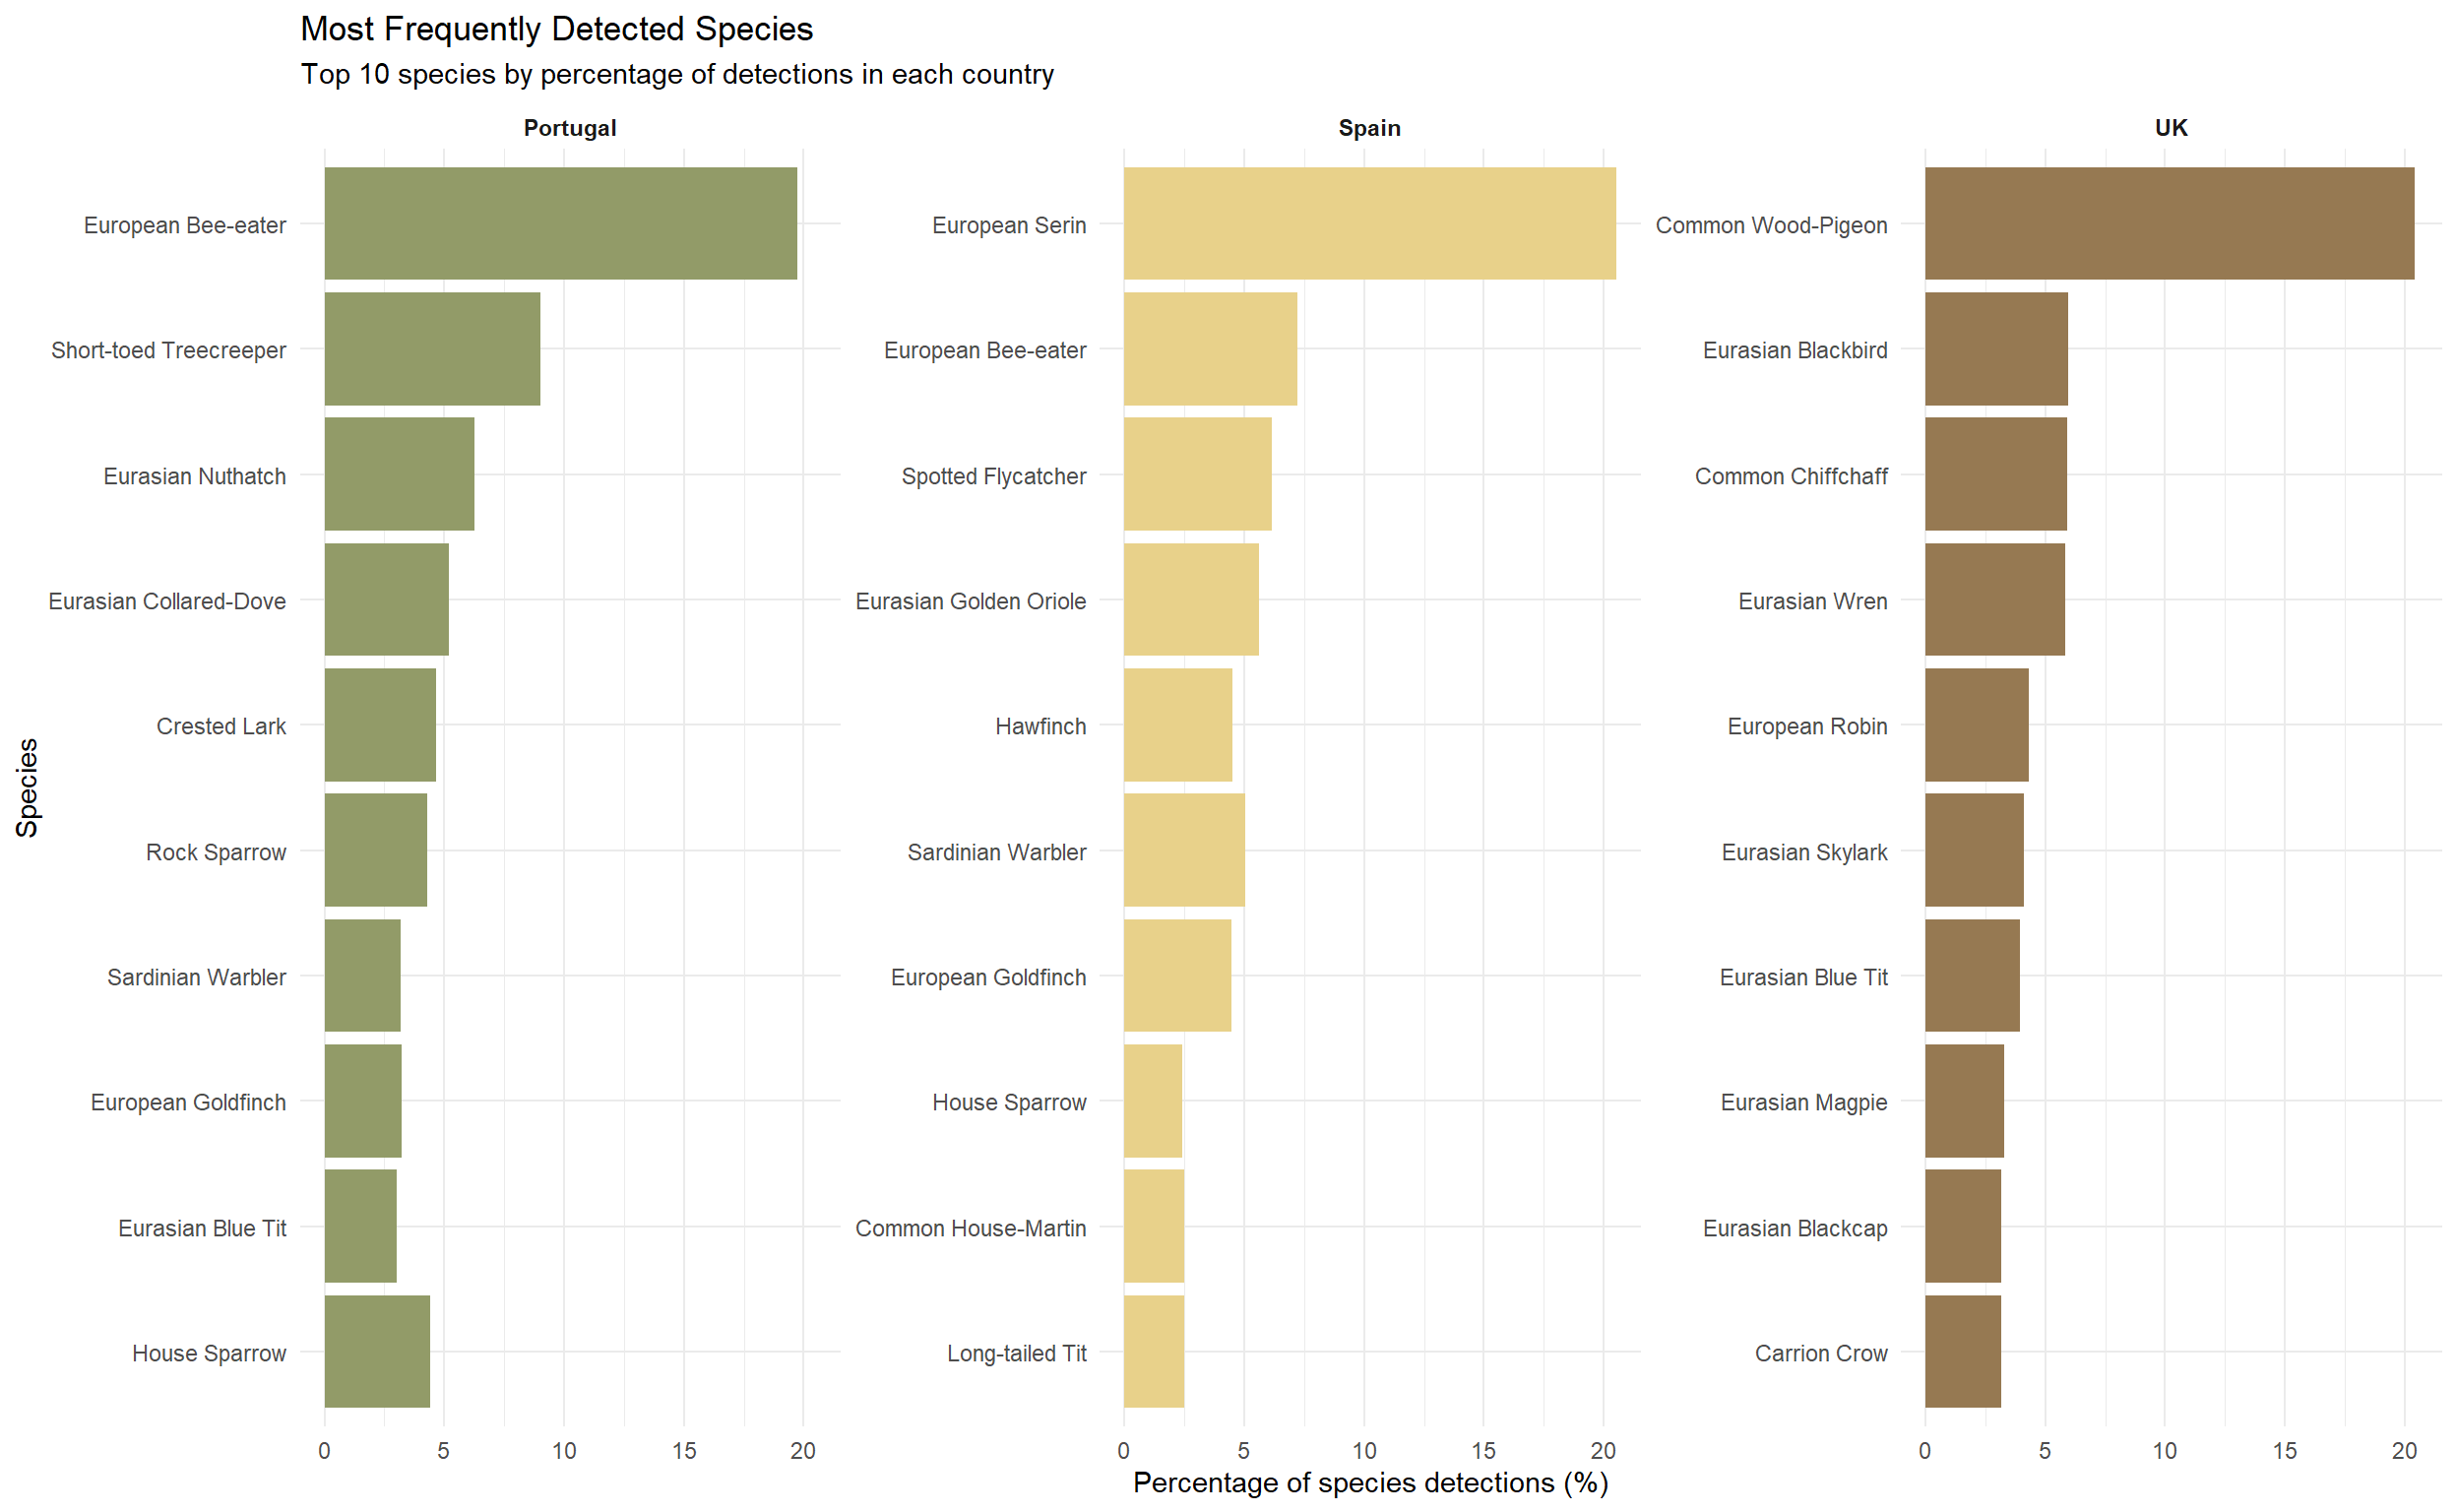 Most Frequently Detected Species
Top 10 species by percentage of detections in each country
Portugal
Spain
UK
Species
European Bee-eater
Short-toed Treecreeper
Eurasian Nuthatch
Eurasian Collared-Dove
Crested Lark
Rock Sparrow
Sardinian Warbler
European Goldfinch
Eurasian Blue Tit
House Sparrow
0 5 10 15 20
European Serin
European Bee-eater
Spotted Flycatcher
Eurasian Golden Oriole
Hawfinch
Sardinian Warbler
European Goldfinch
House Sparrow
Common House-Martin
Long-tailed Tit
0 5 10 15 20
Common Wood-Pigeon
Eurasian Blackbird
Common Chiffchaff
Eurasian Wren
European Robin
Eurasian Skylark
Eurasian Blue Tit
Eurasian Magpie
Eurasian Blackcap
Carrion Crow
0 5 10 15 20
Percentage of species detections (%)